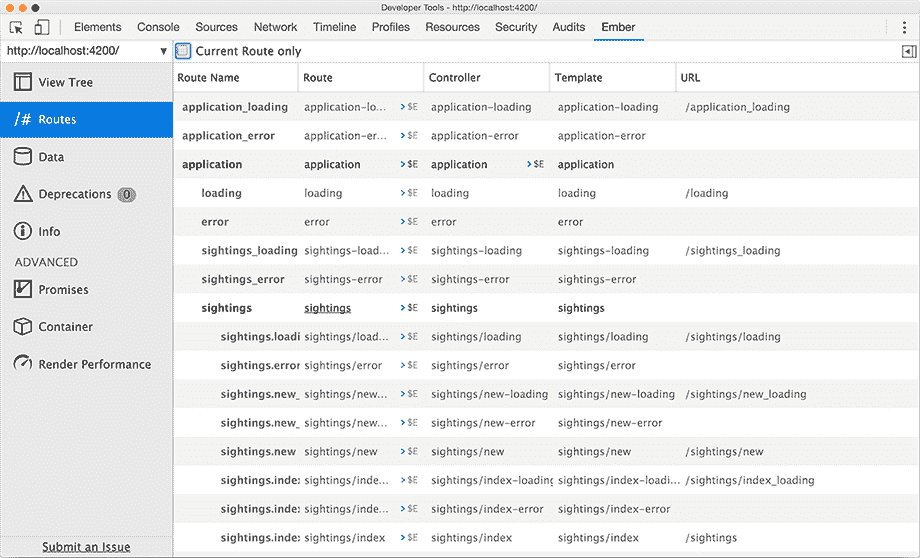 Developer Tools - http://localhost:4200/
Elements Console Sources Network Timeline Profiles Resources Security Audits Ember
http://localhost:4200/ ▼ Current Route only
View Tree
/# Routes
Data
Deprecations 0
Info
ADVANCED
Promises
Container
Render Performance
Submit an Issue
Route Name Route Controller Template URL
application_loading application-lo... >$E application-loading application-loading /application_loading
application_error application-er... >$E application-error application-error
application application >$E application >$E application
loading loading >$E loading loading /loading
error error >$E error error
sightings_loading sightings-load... >$E sightings-loading sightings-loading /sightings_loading
sightings_error sightings-error >$E sightings-error sightings-error
sightings sightings >$E sightings sightings
sightings.loadi sightings/load... >$E sightings/loading sightings/loading /sightings/loading
sightings.error sightings/error >$E sightings/error sightings/error
sightings.new_ sightings/new... >$E sightings/new-loading sightings/new-loading /sightings/new_loading
sightings.new_ sightings/new... >$E sightings/new-error sightings/new-error
sightings.new sightings/new >$E sightings/new sightings/new /sightings/new
sightings.inde sightings/inde... >$E sightings/index-loading sightings/index-loadi... /sightings/index_loading
sightings.inde sightings/inde... >$E sightings/index-error sightings/index-error
sightings.inde sightings/index >$E sightings/index sightings/index /sightings